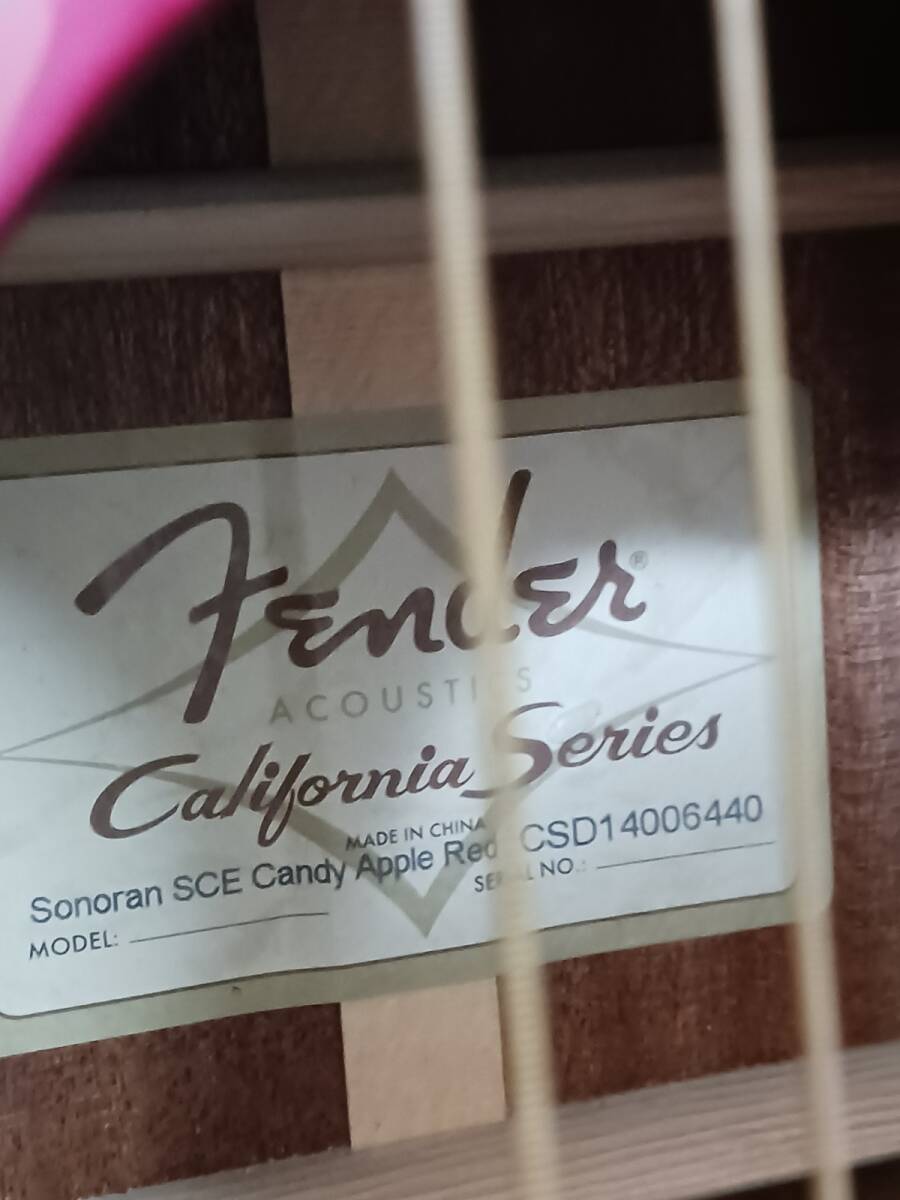 Fender®
ACOUSTICS
California Series
MADE IN CHINA
Sonoran SCE Candy Apple Red CSD14006440
MODEL: SERIAL NO.: